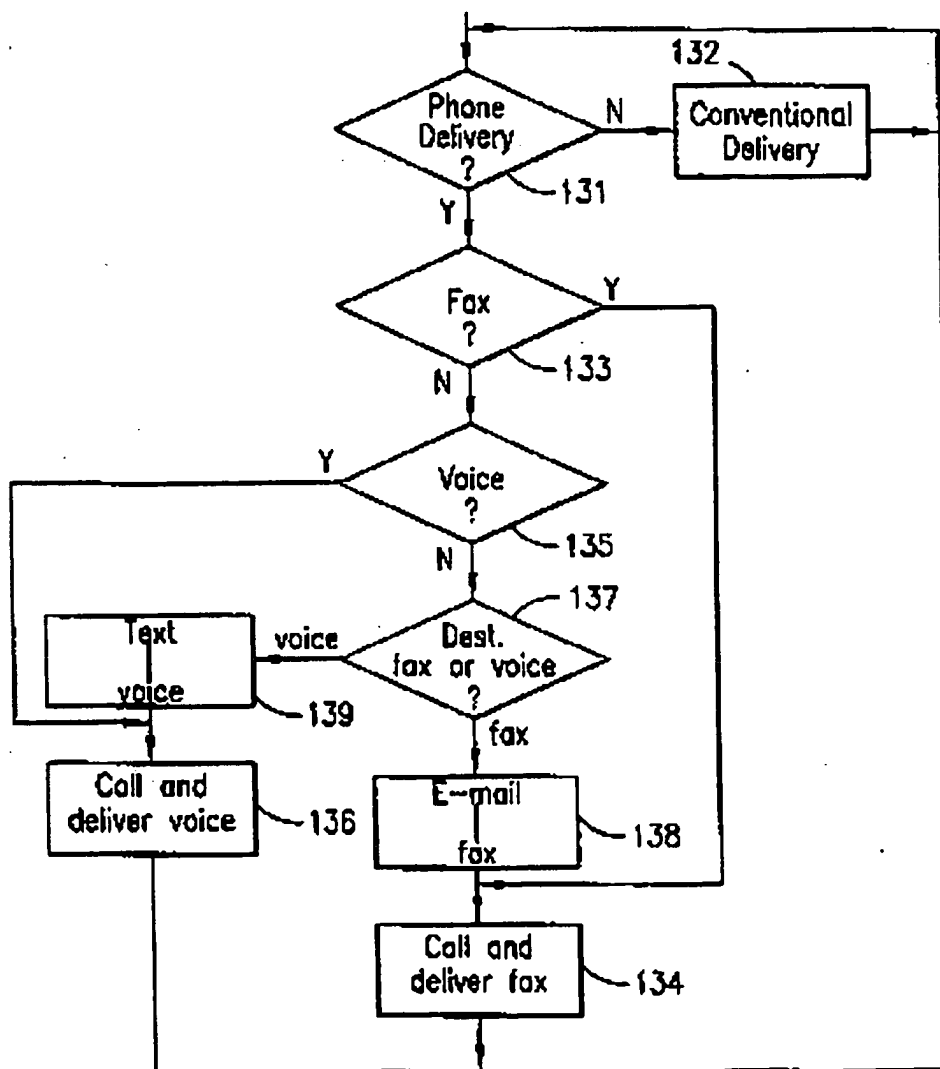 132
Phone
Delivery
?
N
Conventional
Delivery
131
Y
Fax
?
Y
133
N
Y
Voice
?
135
N
137
Text
voice
voice
Dest.
fax or voice
?
139
fax
Call and
deliver voice
136
E-mail
fax
138
Call and
deliver fax
134